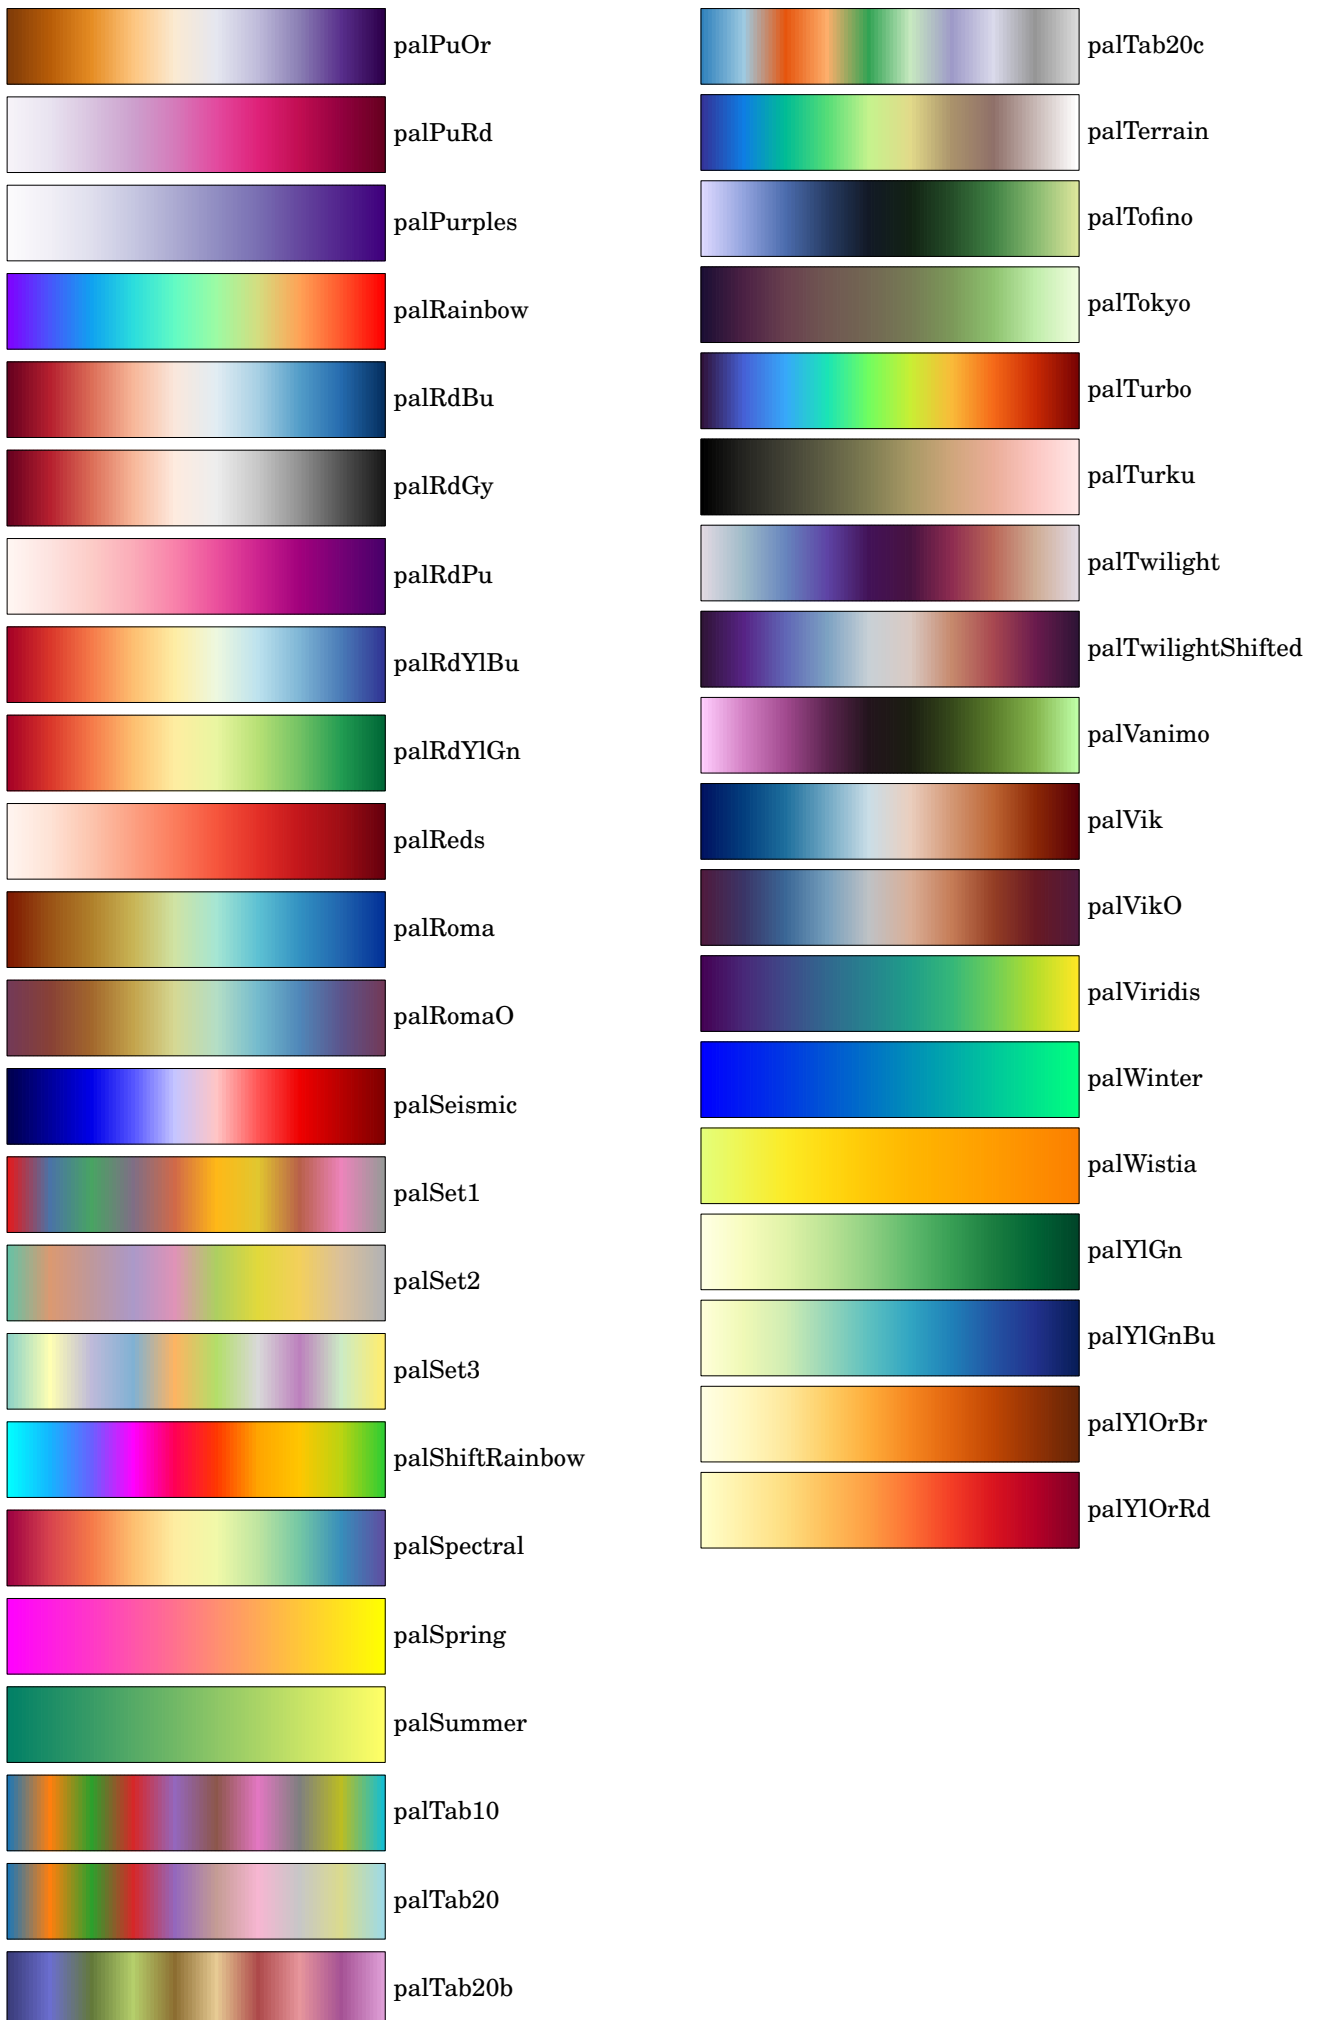 palPuOr
palPuRd
palPurples
palRainbow
palRdBu
palRdGy
palRdPu
palRdYlBu
palRdYlGn
palReds
palRoma
palRomaO
palSeismic
palSet1
palSet2
palSet3
palShiftRainbow
palSpectral
palSpring
palSummer
palTab10
palTab20
palTab20b
palTab20c
palTerrain
palTofino
palTokyo
palTurbo
palTurku
palTwilight
palTwilightShifted
palVanimo
palVik
palVikO
palViridis
palWinter
palWistia
palYlGn
palYlGnBu
palYlOrBr
palYlOrRd